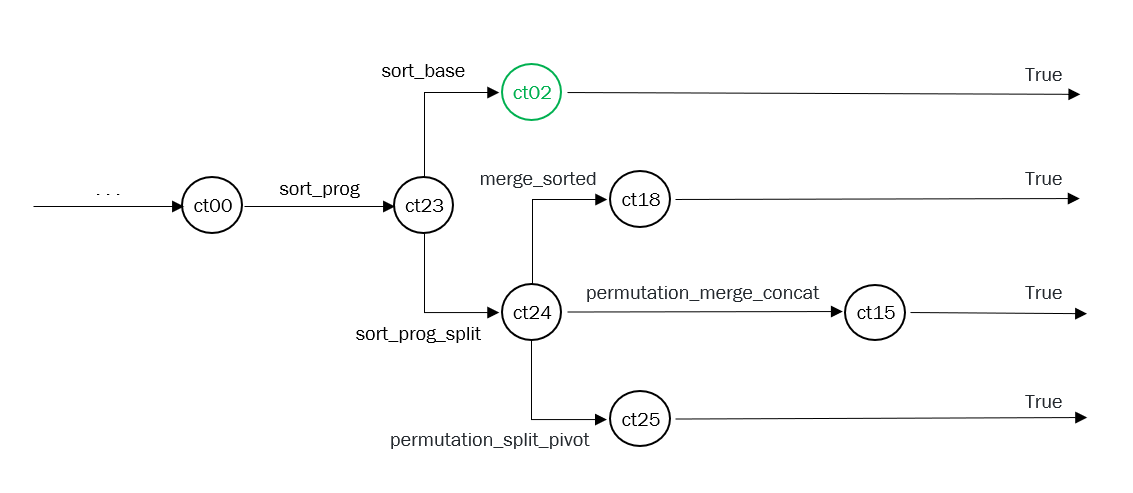 sort_base
ct02
True
. . .
ct00
sort_prog
ct23
merge_sorted
ct18
True
sort_prog_split
ct24
permutation_merge_concat
ct15
True
permutation_split_pivot
ct25
True